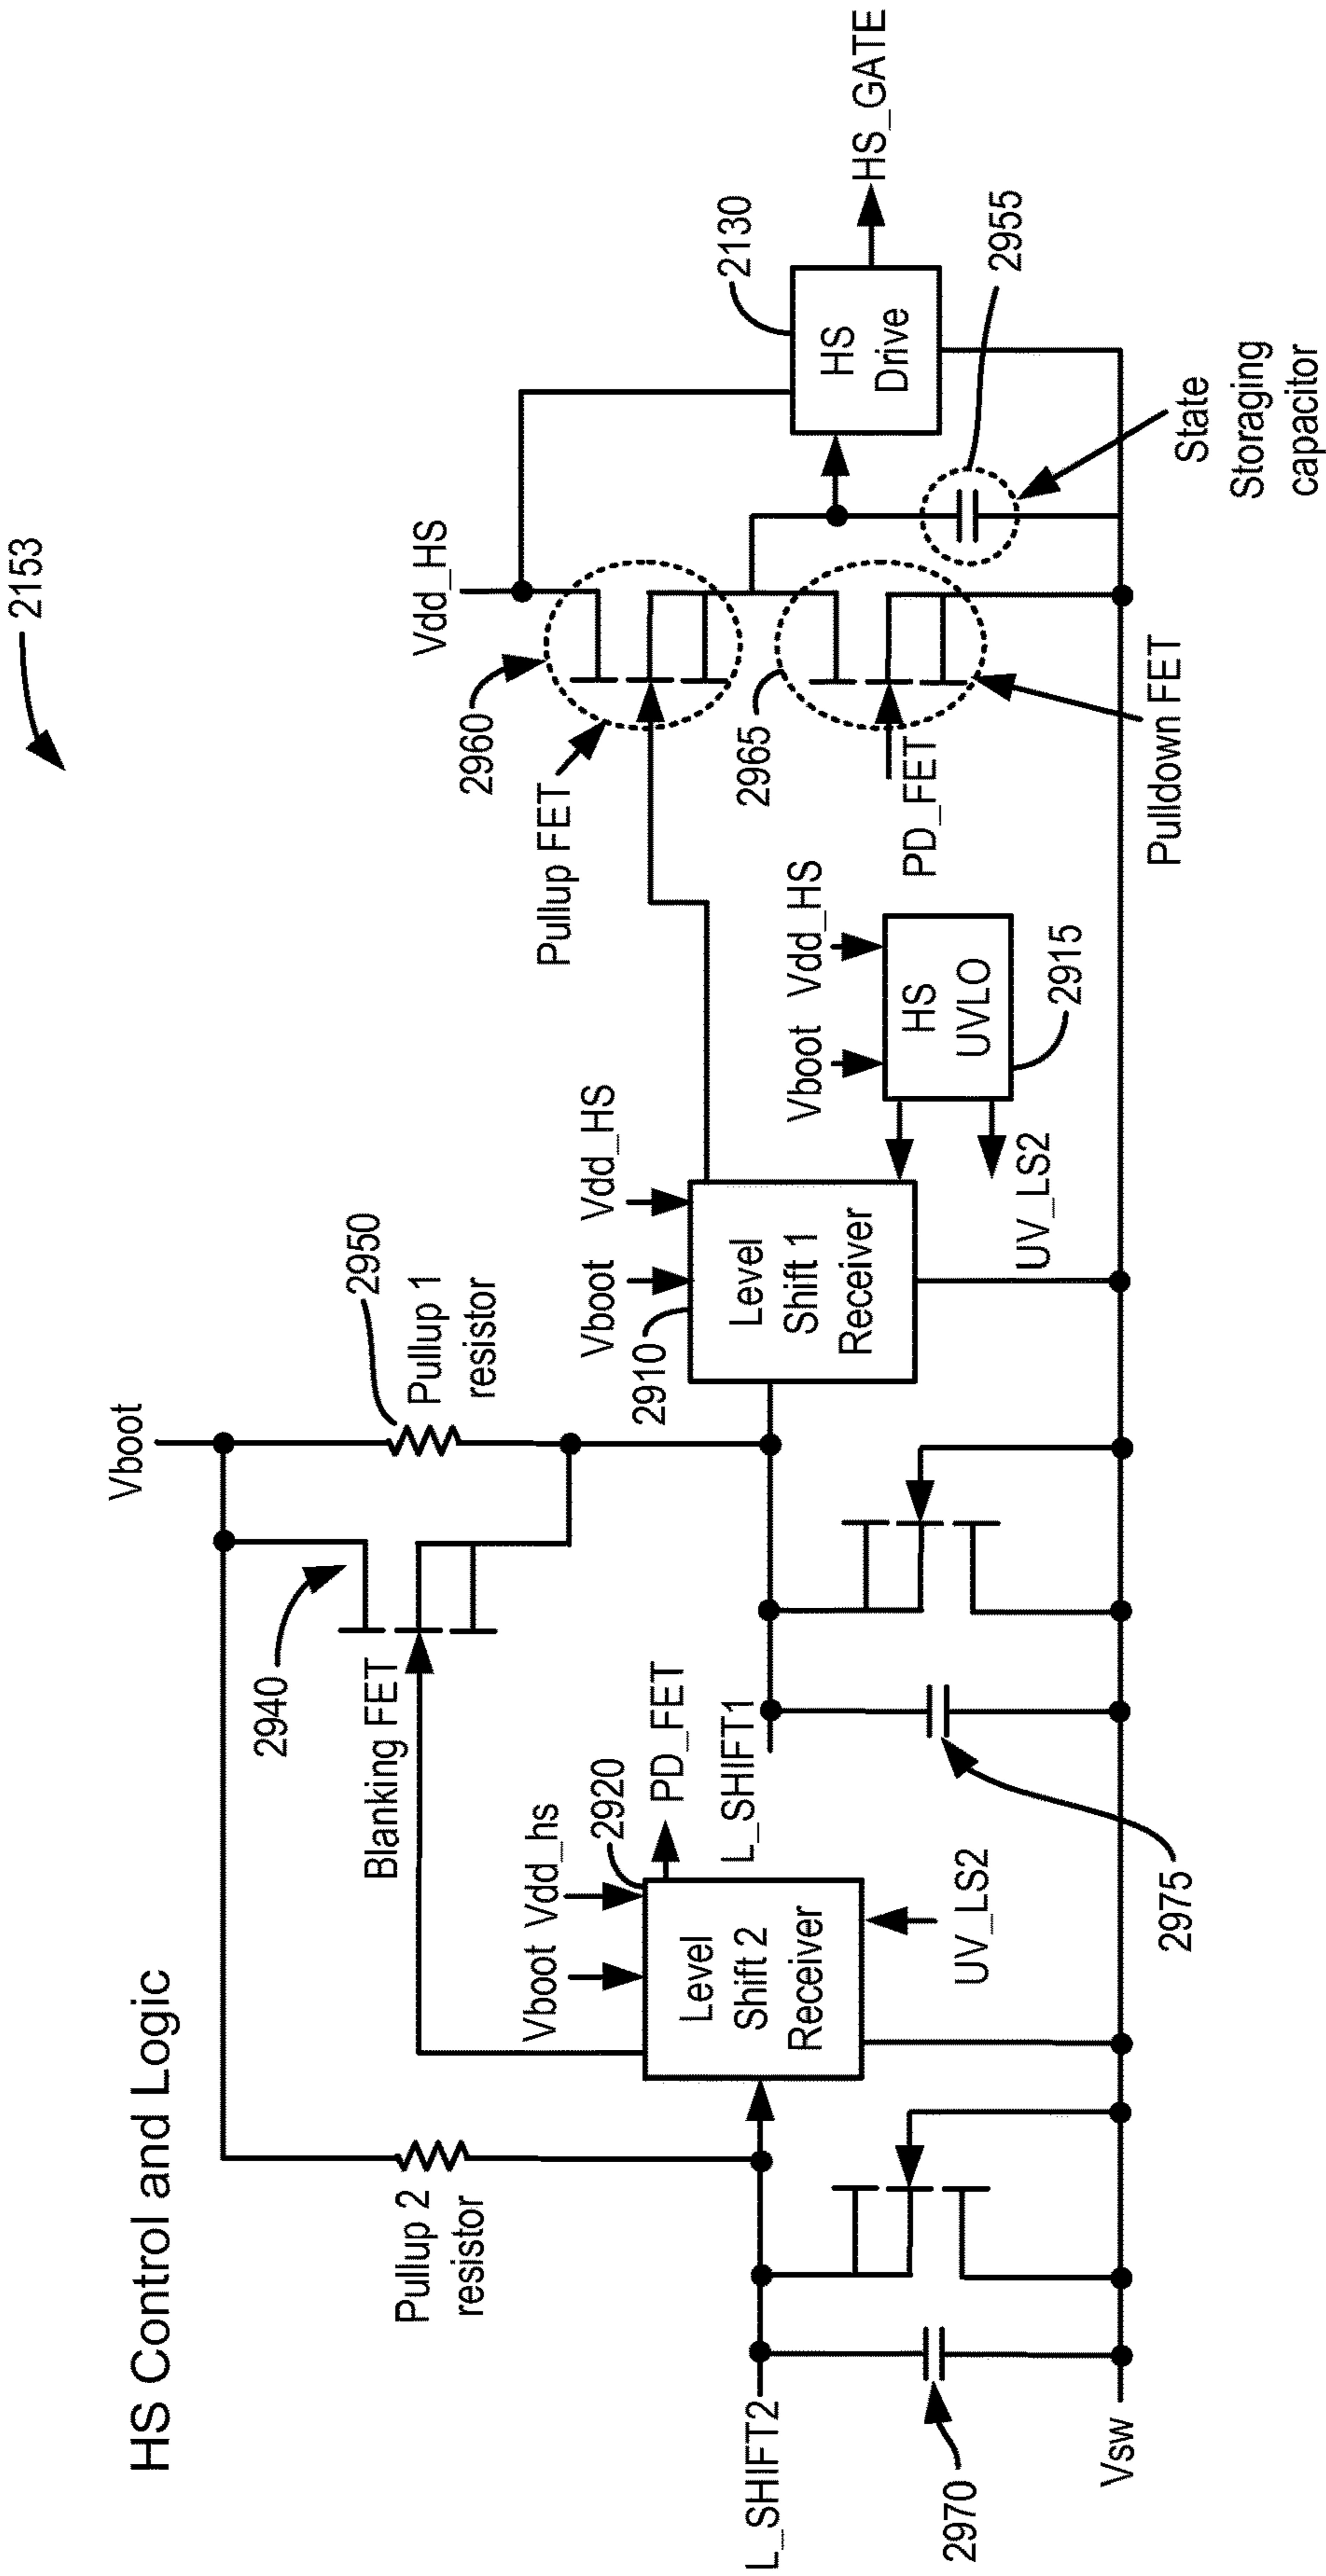 HS Control and Logic
2153
Vboot
2940
Blanking FET
2950
Pullup 1
resistor
Pullup 2
resistor
Vdd_HS
2960
Pullup FET
2965
PD_FET
Pulldown FET
HS_GATE
2130
HS
Drive
2955
State
Storaging
capacitor
Vboot
Vdd_hs
2920
PD_FET
Level
Shift 2
Receiver
UV_LS2
L_SHIFT1
Vboot
Vdd_HS
2910
Level
Shift 1
Receiver
Vboot
Vdd_HS
HS
UVLO
2915
UV_LS2
L_SHIFT2
2970
2975
Vsw